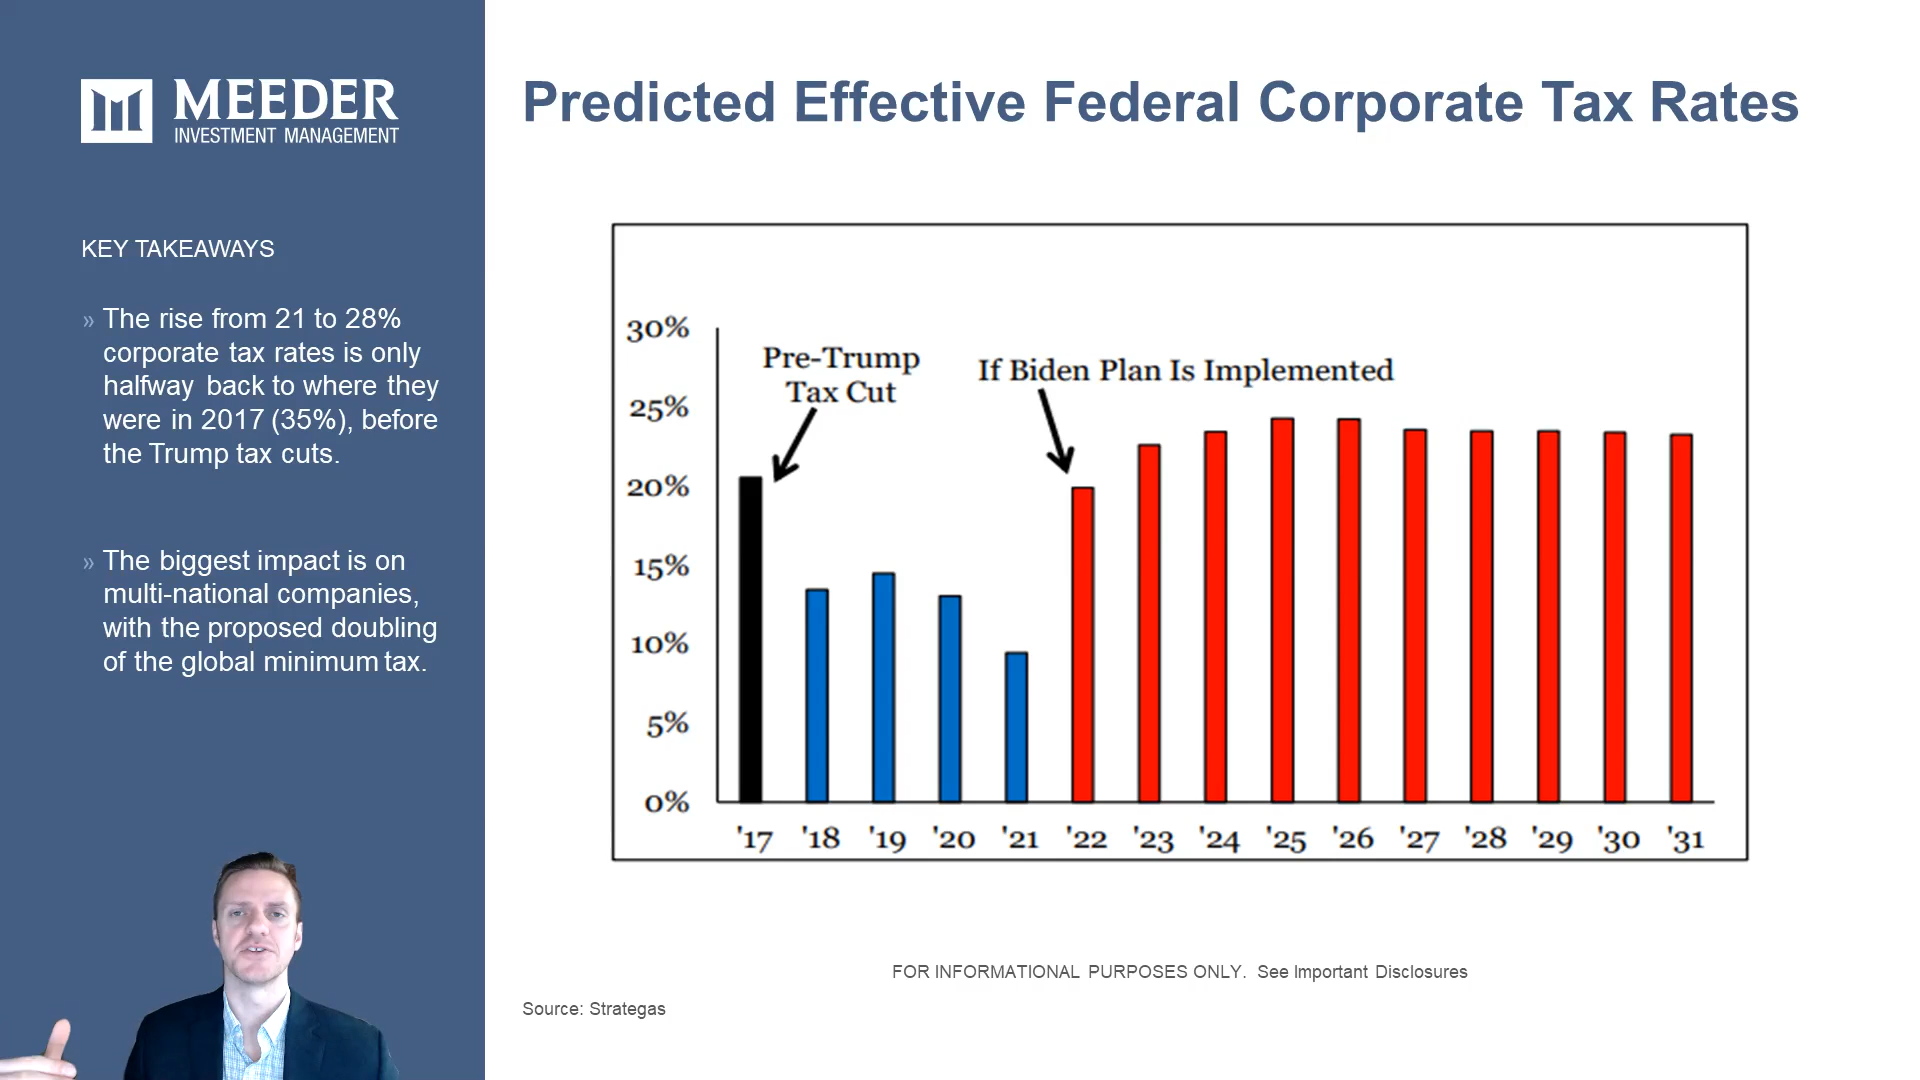 MEEDER
INVESTMENT MANAGEMENT
KEY TAKEAWAYS
» The rise from 21 to 28%
corporate tax rates is only
halfway back to where they
were in 2017 (35%), before
the Trump tax cuts.
» The biggest impact is on
multi-national companies,
with the proposed doubling
of the global minimum tax.
Predicted Effective Federal Corporate Tax Rates
30%
25%
20%
15%
10%
5%
0%
Pre-Trump
Tax Cut
If Biden Plan Is Implemented
'17 '18 '19 '20 '21 '22 '23 '24 '25 '26 '27 '28 '29 '30 '31
FOR INFORMATIONAL PURPOSES ONLY. See Important Disclosures
Source: Strategas